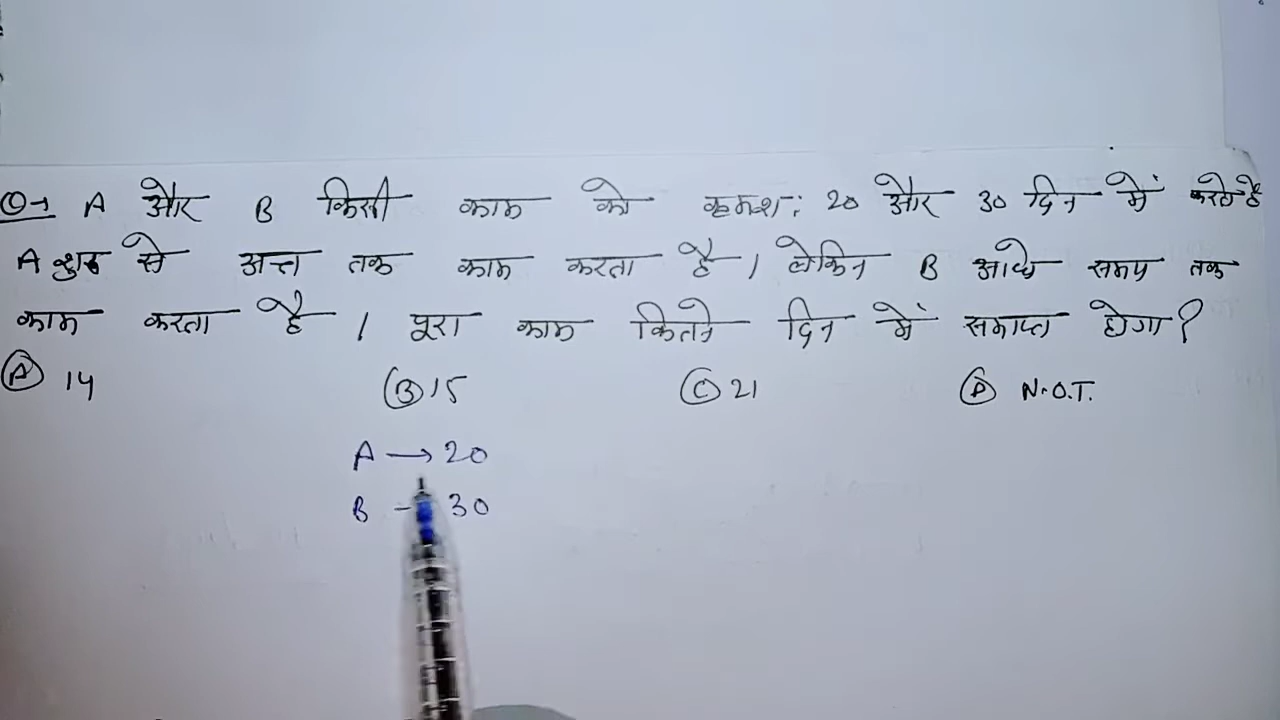 Q→ A और B किसी काम को क्रमश: 20 और 30 दिन में करते है
A शुरू से अन्त तक काम करता है । लेकिन B आधे समय तक
काम करता है । पूरा काम कितने दिन में समाप्त होगा?
(A) 14 (B) 15 (C) 21 (D) N.O.T.
A → 20
B - 30